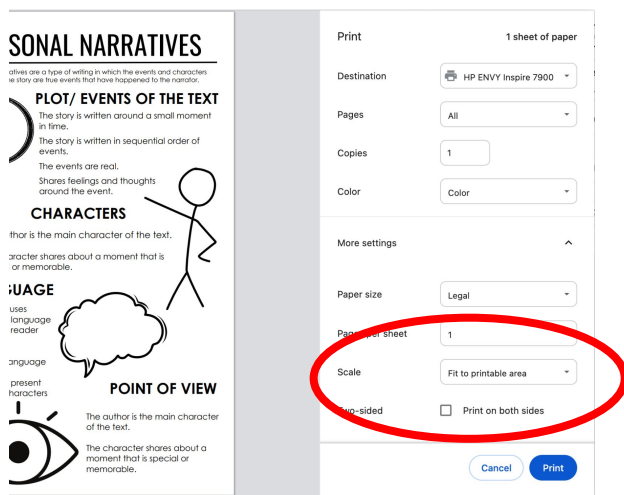 SONAL NARRATIVES
atives are a type of writing in which the events and characters
e story are true events that have happened to the narrator.
PLOT/ EVENTS OF THE TEXT
The story is written around a small moment
in time.
The story is written in sequential order of
events.
The events are real.
Shares feelings and thoughts
around the event.
CHARACTERS
thor is the main character of the text.
aracter shares about a moment that is
or memorable.
UAGE
uses
language
reader
anguage
present
haracters
POINT OF VIEW
The author is the main character
of the text.
The character shares about a
moment that is special or
memorable.
Print 1 sheet of paper
Destination HP ENVY Inspire 7900
Pages All
Copies 1
Color Color
More settings
Paper size Legal
Pages per sheet 1
Scale Fit to printable area
Two-sided Print on both sides
Cancel Print